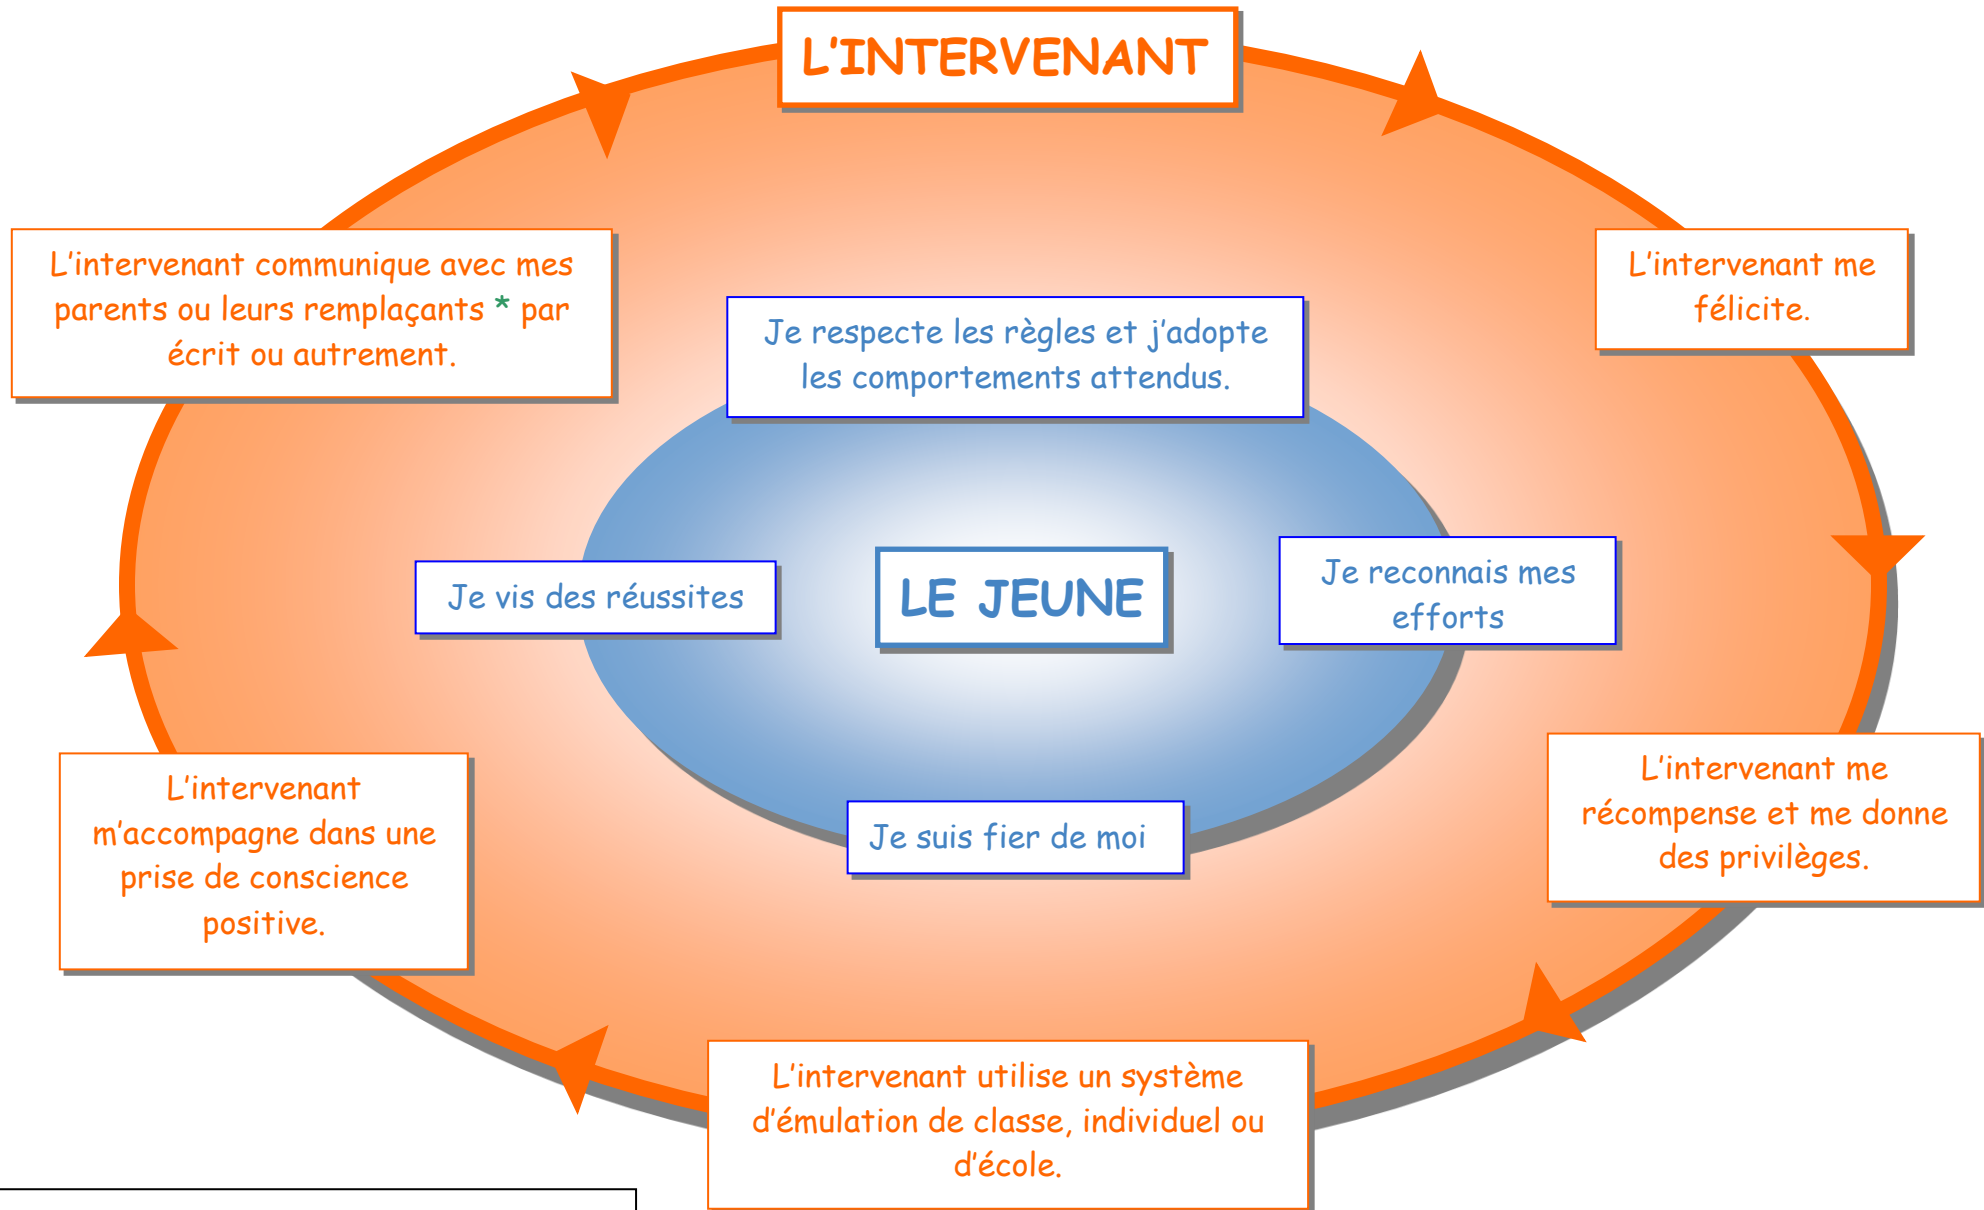 L'INTERVENANT
L'intervenant communique avec mes
parents ou leurs remplaçants * par
écrit ou autrement.
L'intervenant me
félicite.
Je respecte les règles et j'adopte
les comportements attendus.
Je vis des réussites
LE JEUNE
Je reconnais mes
efforts
Je suis fier de moi
L'intervenant
m'accompagne dans une
prise de conscience
positive.
L'intervenant me
récompense et me donne
des privilèges.
L'intervenant utilise un système
d'émulation de classe, individuel ou
d'école.